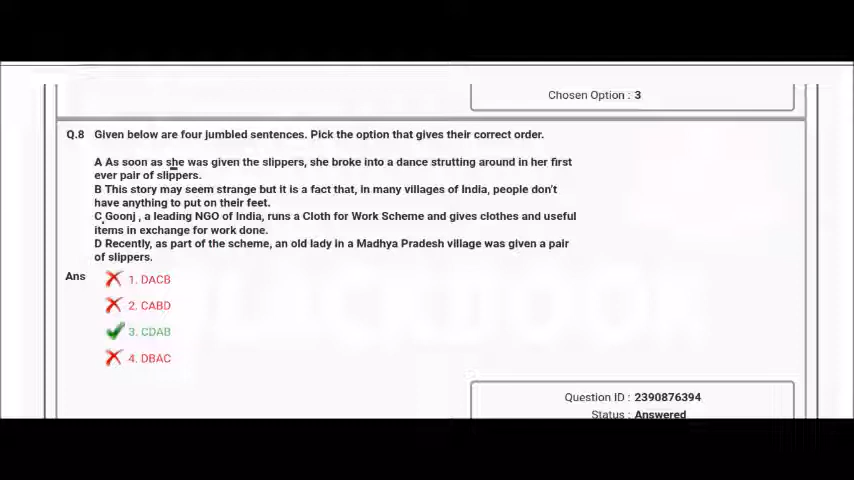 Chosen Option : 3
Q.8 Given below are four jumbled sentences. Pick the option that gives their correct order.
A As soon as she was given the slippers, she broke into a dance strutting around in her first
ever pair of slippers.
B This story may seem strange but it is a fact that, in many villages of India, people don't
have anything to put on their feet.
C Goonj , a leading NGO of India, runs a Cloth for Work Scheme and gives clothes and useful
items in exchange for work done.
D Recently, as part of the scheme, an old lady in a Madhya Pradesh village was given a pair
of slippers.
Ans 1. DACB
2. CABD
3. CDAB
4. DBAC
Question ID : 2390876394
Status : Answered